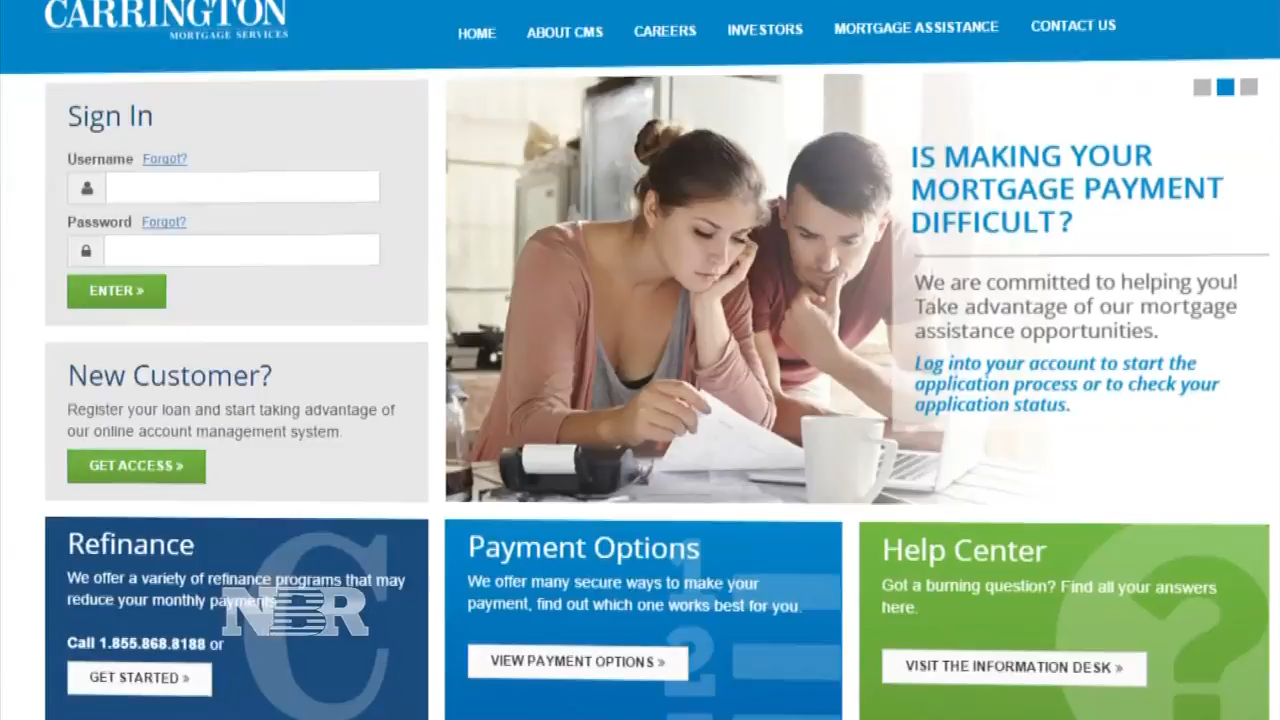 CARRINGTON
MORTGAGE SERVICES
HOME ABOUT CMS CAREERS INVESTORS MORTGAGE ASSISTANCE CONTACT US
Sign In
Username Forgot?
Password Forgot?
ENTER »
New Customer?
Register your loan and start taking advantage of
our online account management system.
GET ACCESS »
IS MAKING YOUR
MORTGAGE PAYMENT
DIFFICULT?
We are committed to helping you!
Take advantage of our mortgage
assistance opportunities.
Log into your account to start the
application process or to check your
application status.
Refinance
We offer a variety of refinance programs that may
reduce your monthly payments.
Call 1.855.868.8188 or
GET STARTED »
NBR
Payment Options
We offer many secure ways to make your
payment, find out which one works best for you.
VIEW PAYMENT OPTIONS »
Help Center
Got a burning question? Find all your answers
here.
VISIT THE INFORMATION DESK »